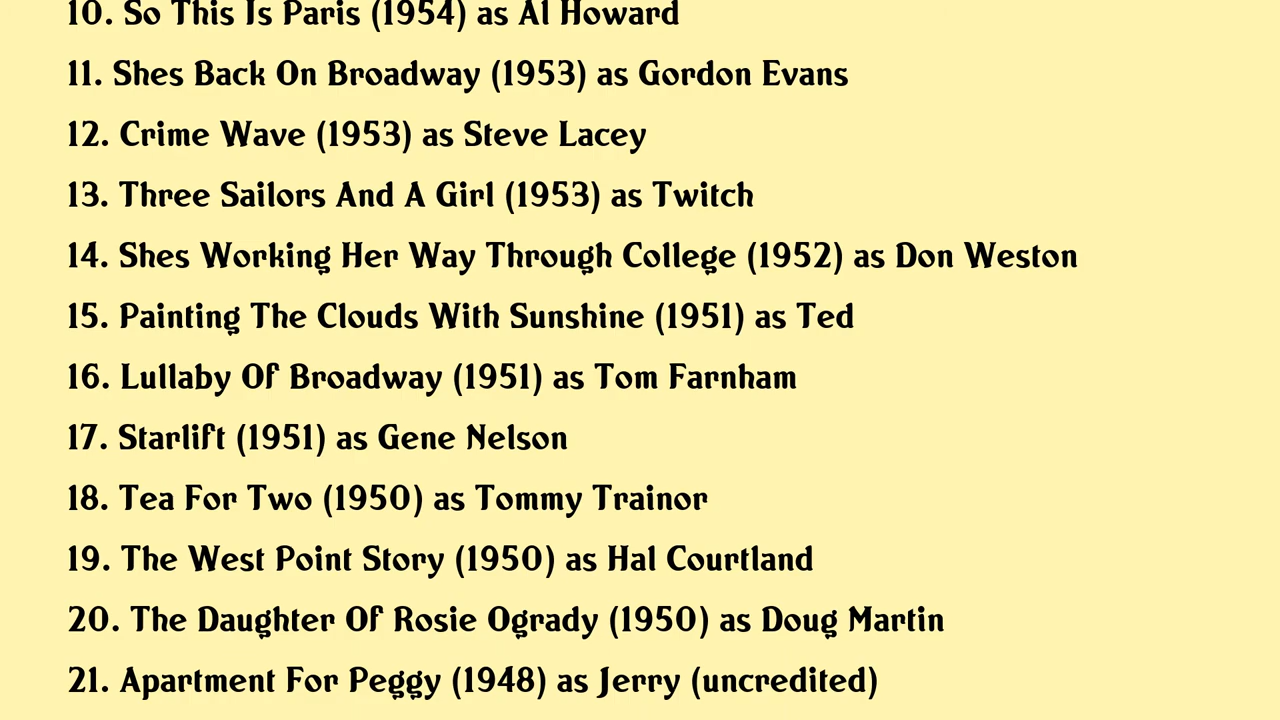 10. So This Is Paris (1954) as Al Howard
11. Shes Back On Broadway (1953) as Gordon Evans
12. Crime Wave (1953) as Steve Lacey
13. Three Sailors And A Girl (1953) as Twitch
14. Shes Working Her Way Through College (1952) as Don Weston
15. Painting The Clouds With Sunshine (1951) as Ted
16. Lullaby Of Broadway (1951) as Tom Farnham
17. Starlift (1951) as Gene Nelson
18. Tea For Two (1950) as Tommy Trainor
19. The West Point Story (1950) as Hal Courtland
20. The Daughter Of Rosie Ogrady (1950) as Doug Martin
21. Apartment For Peggy (1948) as Jerry (uncredited)